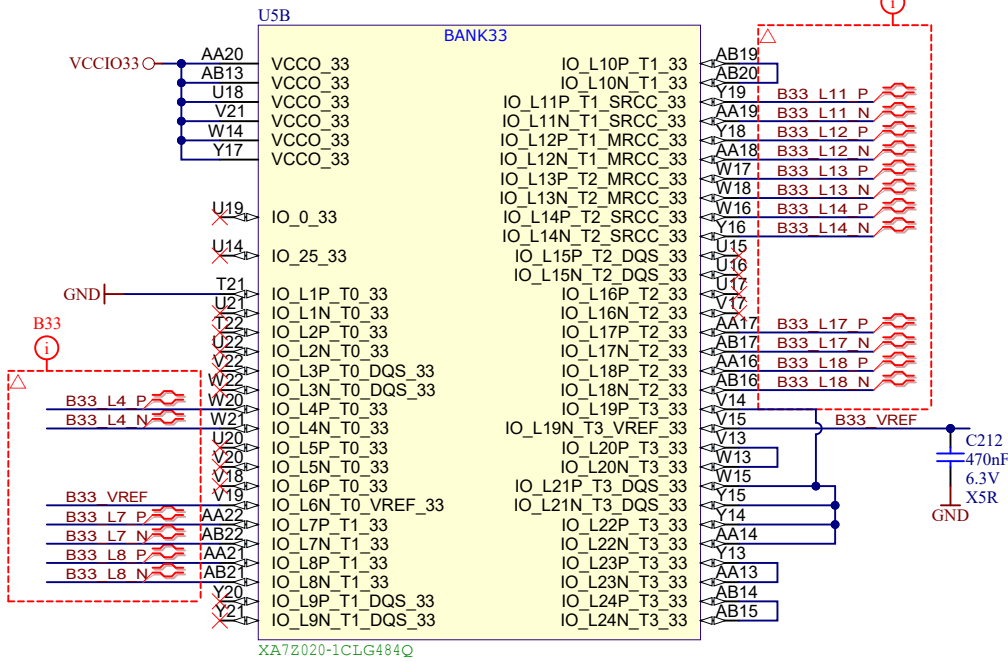 U5B
BANK33
i
VCCIO33
AA20 VCCO_33
AB13 VCCO_33
U18 VCCO_33
V21 VCCO_33
W14 VCCO_33
Y17 VCCO_33
U19 IO_0_33
U14 IO_25_33
GND T21 IO_L1P_T0_33
U21 IO_L1N_T0_33
T22 IO_L2P_T0_33
U22 IO_L2N_T0_33
V22 IO_L3P_T0_DQS_33
W22 IO_L3N_T0_DQS_33
B33
i
B33_L4_P W20 IO_L4P_T0_33
B33_L4_N W21 IO_L4N_T0_33
U20 IO_L5P_T0_33
V20 IO_L5N_T0_33
V18 IO_L6P_T0_33
B33_VREF V19 IO_L6N_T0_VREF_33
B33_L7_P AA22 IO_L7P_T1_33
B33_L7_N AB22 IO_L7N_T1_33
B33_L8_P AA21 IO_L8P_T1_33
B33_L8_N AB21 IO_L8N_T1_33
Y20 IO_L9P_T1_DQS_33
Y21 IO_L9N_T1_DQS_33
IO_L10P_T1_33 AB19
IO_L10N_T1_33 AB20
IO_L11P_T1_SRCC_33 Y19 B33_L11_P
IO_L11N_T1_SRCC_33 AA19 B33_L11_N
IO_L12P_T1_MRCC_33 Y18 B33_L12_P
IO_L12N_T1_MRCC_33 AA18 B33_L12_N
IO_L13P_T2_MRCC_33 W17 B33_L13_P
IO_L13N_T2_MRCC_33 W18 B33_L13_N
IO_L14P_T2_SRCC_33 W16 B33_L14_P
IO_L14N_T2_SRCC_33 Y16 B33_L14_N
IO_L15P_T2_DQS_33 U15
IO_L15N_T2_DQS_33 U16
IO_L16P_T2_33 U17
IO_L16N_T2_33 V17
IO_L17P_T2_33 AA17 B33_L17_P
IO_L17N_T2_33 AB17 B33_L17_N
IO_L18P_T2_33 AA16 B33_L18_P
IO_L18N_T2_33 AB16 B33_L18_N
IO_L19P_T3_33 V14
IO_L19N_T3_VREF_33 V15 B33_VREF
IO_L20P_T3_33 V13
IO_L20N_T3_33 W13
IO_L21P_T3_DQS_33 W15
IO_L21N_T3_DQS_33 Y15
IO_L22P_T3_33 Y14
IO_L22N_T3_33 AA14
IO_L23P_T3_33 Y13
IO_L23N_T3_33 AA13
IO_L24P_T3_33 AB14
IO_L24N_T3_33 AB15
C212
470nF
6.3V
X5R
GND
XA7Z020-1CLG484Q